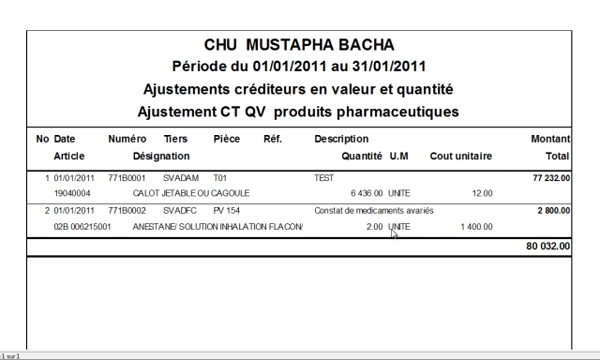 CHU MUSTAPHA BACHA
Période du 01/01/2011 au 31/01/2011
Ajustements créditeurs en valeur et quantité
Ajustement CT QV produits pharmaceutiques
No Date Numéro Tiers Pièce Réf. Description Montant
Article Désignation Quantité U.M Cout unitaire Total
1 01/01/2011 771B0001 SVADAM T01 TEST 77 232.00
19040004 CALOT JETABLE OU CAGOULE 6 436.00 UNITE 12.00
2 01/01/2011 771B0002 SVADFC PV 154 Constat de medicaments avariés 2 800.00
02B 006215001 ANESTANE/ SOLUTION INHALATION FLACON/ 2.00 UNITE 1 400.00
80 032.00
1 sur 1